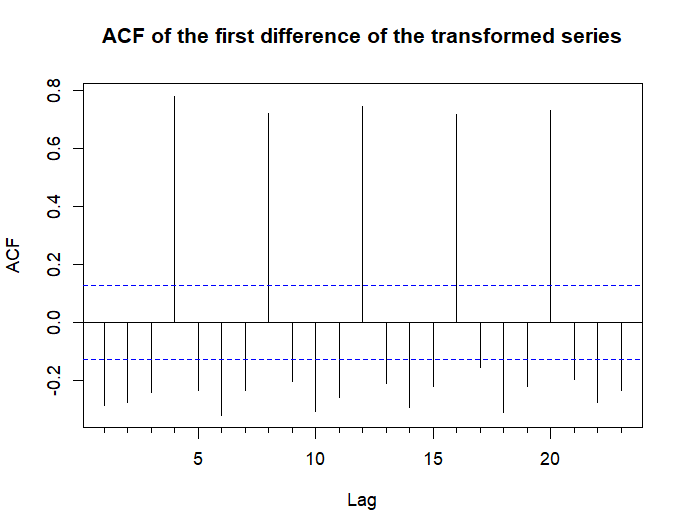 ACF of the first difference of the transformed series
0.8
0.6
0.4
0.2
0.0
-0.2
ACF
5 10 15 20
Lag